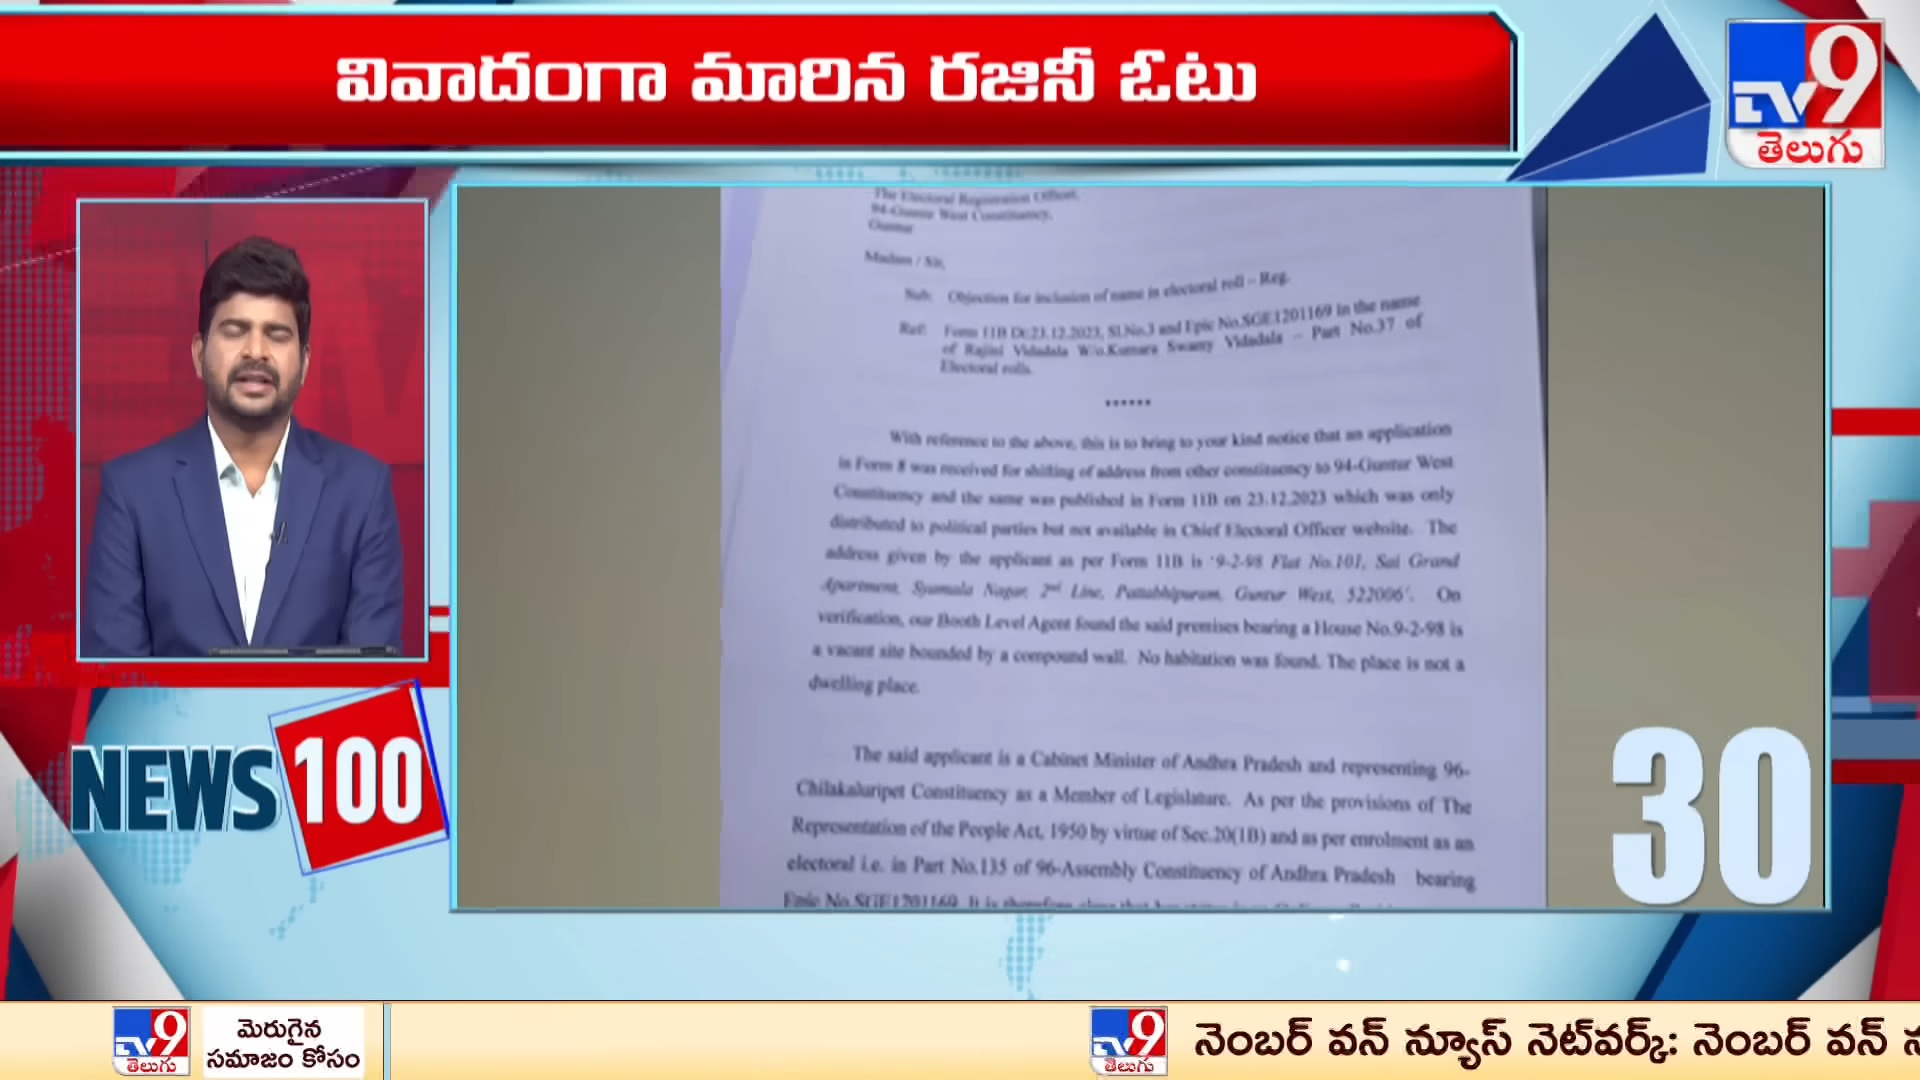 వివాదంగా మారిన రజినీ ఓటు
TV9
తెలుగు
The Electoral Registration Officer,
94-Guntur West Constituency,
Guntur
Madam / Sir,
Sub: Objection for inclusion of name in electoral roll – Reg.
Ref: Form 11B Dt:23.12.2023, Sl.No.3 and Epic No.SGE1201169 in the name
of Rajini Vidadala W/o.Kumara Swamy Vidadala – Part No.37 of
Electoral rolls.
******
With reference to the above, this is to bring to your kind notice that an application
in Form 8 was received for shifting of address from other constituency to 94-Guntur West
Constituency and the same was published in Form 11B on 23.12.2023 which was only
distributed to political parties but not available in Chief Electoral Officer website. The
address given by the applicant as per Form 11B is '9-2-98 Flat No.101, Sai Grand
Apartment, Syamala Nagar, 2nd Line, Pattabhipuram, Guntur West, 522006'. On
verification, our Booth Level Agent found the said premises bearing a House No.9-2-98 is
a vacant site bounded by a compound wall. No habitation was found. The place is not a
dwelling place.
The said applicant is a Cabinet Minister of Andhra Pradesh and representing 96-
Chilakaluripet Constituency as a Member of Legislature. As per the provisions of The
Representation of the People Act, 1950 by virtue of Sec.20(1B) and as per enrolment as an
electoral i.e. in Part No.135 of 96-Assembly Constituency of Andhra Pradesh bearing
Epic No.SGE1201169. It is therefore clear that
NEWS 100
30
TV9
తెలుగు
మెరుగైన
సమాజం కోసం
TV9
తెలుగు
నెంబర్ వన్ న్యూస్ నెట్‌వర్క్: నెంబర్ వన్